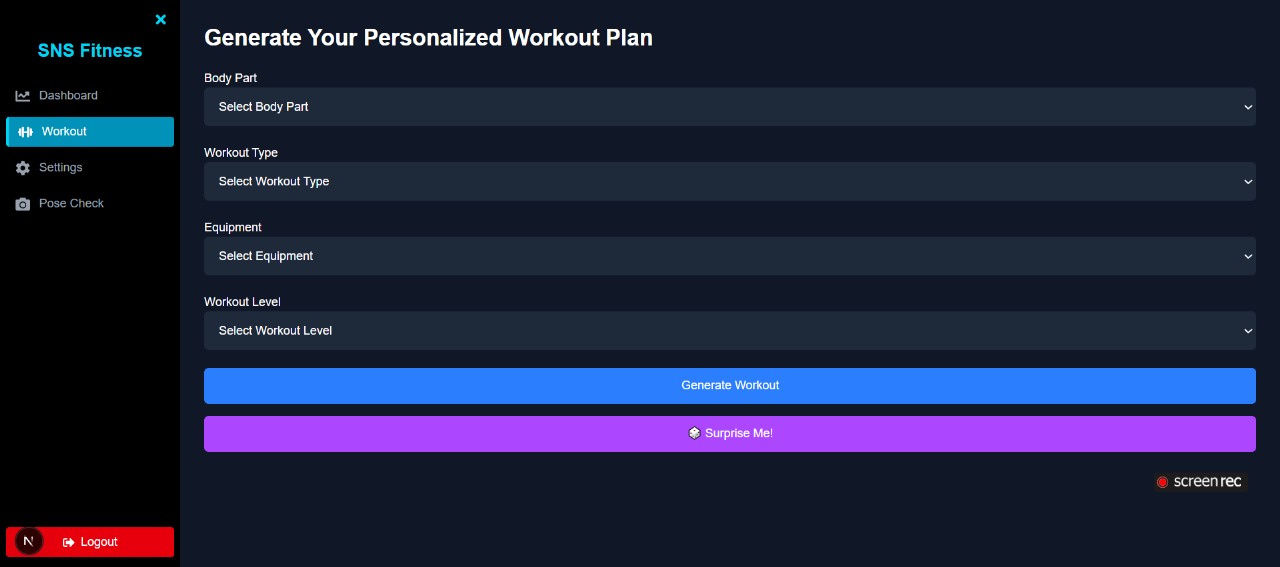 SNS Fitness
Dashboard
Workout
Settings
Pose Check
N
Logout
Generate Your Personalized Workout Plan
Body Part
Select Body Part
Workout Type
Select Workout Type
Equipment
Select Equipment
Workout Level
Select Workout Level
Generate Workout
Surprise Me!
screenrec